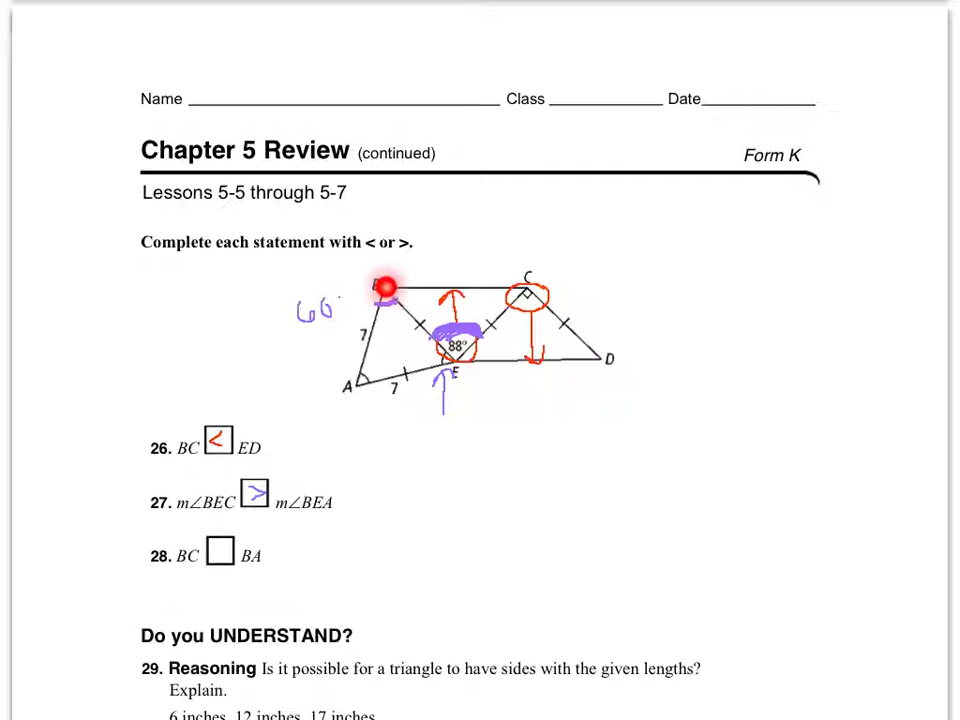 Name Class Date
Chapter 5 Review (continued) Form K
Lessons 5-5 through 5-7
Complete each statement with < or >.
C
60°
7
88°
A 7 E D
26. BC < ED
27. m∠BEC > m∠BEA
28. BC BA
Do you UNDERSTAND?
29. Reasoning Is it possible for a triangle to have sides with the given lengths?
Explain.
6 inches, 12 inches, 17 inches